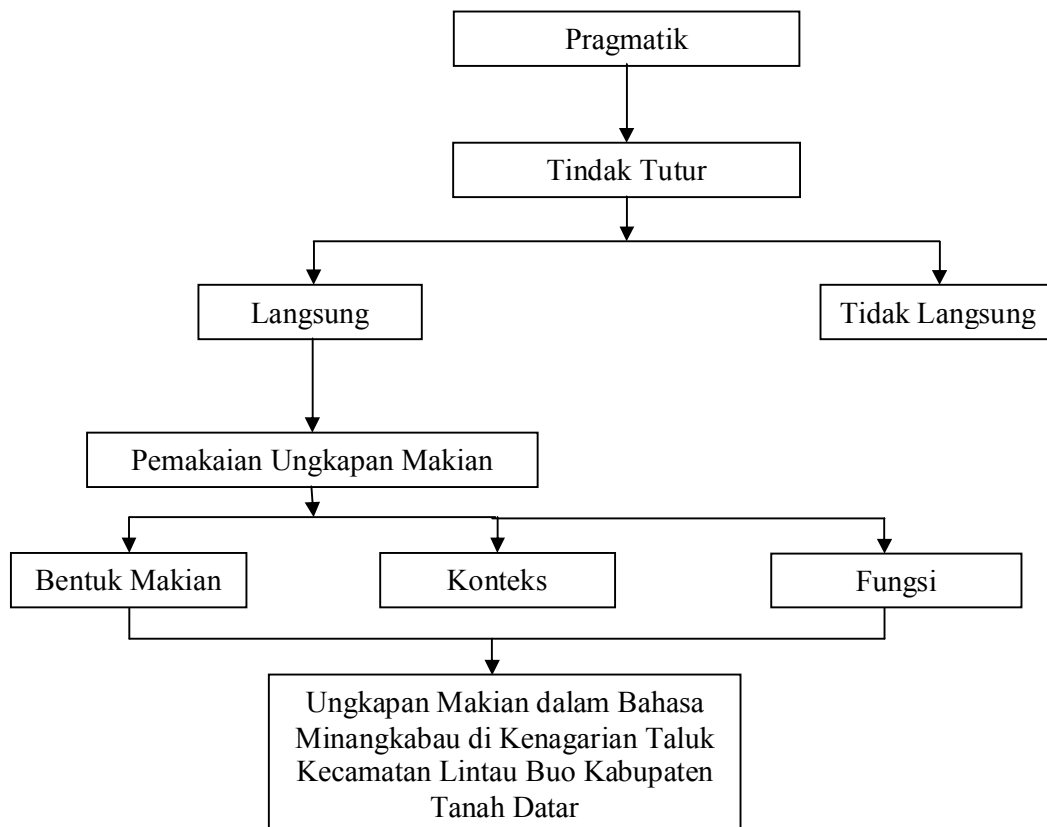 Pragmatik
Tindak Tutur
Langsung
Tidak Langsung
Pemakaian Ungkapan Makian
Bentuk Makian
Konteks
Fungsi
Ungkapan Makian dalam Bahasa
Minangkabau di Kenagarian Taluk
Kecamatan Lintau Buo Kabupaten
Tanah Datar